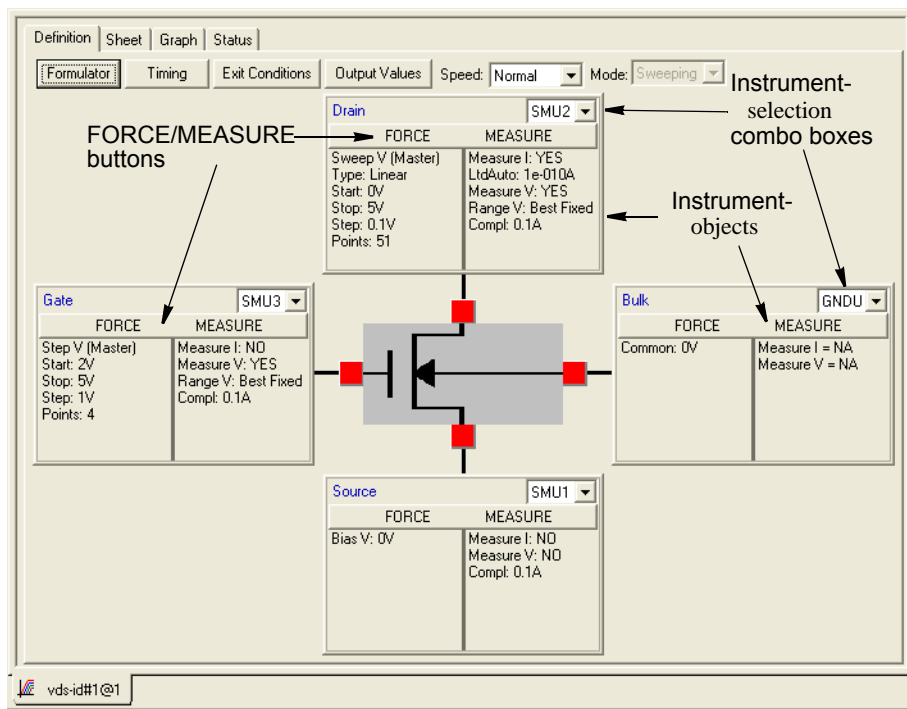 Definition Sheet Graph Status
Formulator Timing Exit Conditions Output Values Speed: Normal Mode: Sweeping
Instrument-
selection
combo boxes
FORCE/MEASURE
buttons
Instrument-
objects
Drain SMU2
FORCE MEASURE
Sweep V (Master)
Type: Linear
Start: 0V
Stop: 5V
Step: 0.1V
Points: 51
Measure I: YES
LtdAuto: 1e-010A
Measure V: YES
Range V: Best Fixed
Compl: 0.1A
Gate SMU3
FORCE MEASURE
Step V (Master)
Start: 2V
Stop: 5V
Step: 1V
Points: 4
Measure I: NO
Measure V: YES
Range V: Best Fixed
Compl: 0.1A
Bulk GNDU
FORCE MEASURE
Common: 0V
Measure I = NA
Measure V = NA
Source SMU1
FORCE MEASURE
Bias V: 0V
Measure I: NO
Measure V: NO
Compl: 0.1A
vds-id#1@1